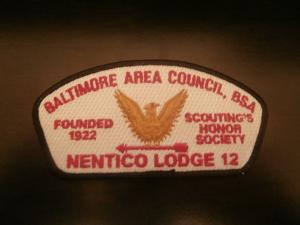 BALTIMORE AREA COUNCIL, BSA
FOUNDED
1922
SCOUTING'S
HONOR
SOCIETY
NENTICO LODGE 12